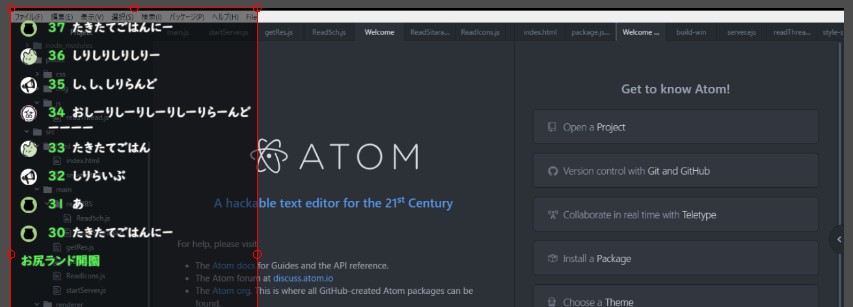 ファイル(F) 編集(E) 表示(V) 選択(S) 検索(I) パッケージ(P) ヘルプ(H) File
main.js startServer.js getRes.js Read5ch.js Welcome ReadSitara... ReadIcons.js
index.html package.js... Welcome ... build-win serverejs readThrea... style-s
37 たきたてごはんにー
36 しりしりしりしりー
35 し、し、しりらんど
34 おしーりしーりしーりしーりらーんど
ーーーー
33 たきたてごはん
32 しりらいぶ
31 あ
30 たきたてごはんにー
お尻ランド開園
node_modules
css
js
src
index.html
main
Read5ch.js
getRes.js
ReadIcons.js
startServer.js
renderer
ATOM
A hackable text editor for the 21st Century
For help, please visit
• The Atom docs for Guides and the API reference.
• The Atom forum at discuss.atom.io
• The Atom org. This is where all GitHub-created Atom packages can be
found.
Get to know Atom!
Open a Project
Version control with Git and GitHub
Collaborate in real time with Teletype
Install a Package
Choose a Theme